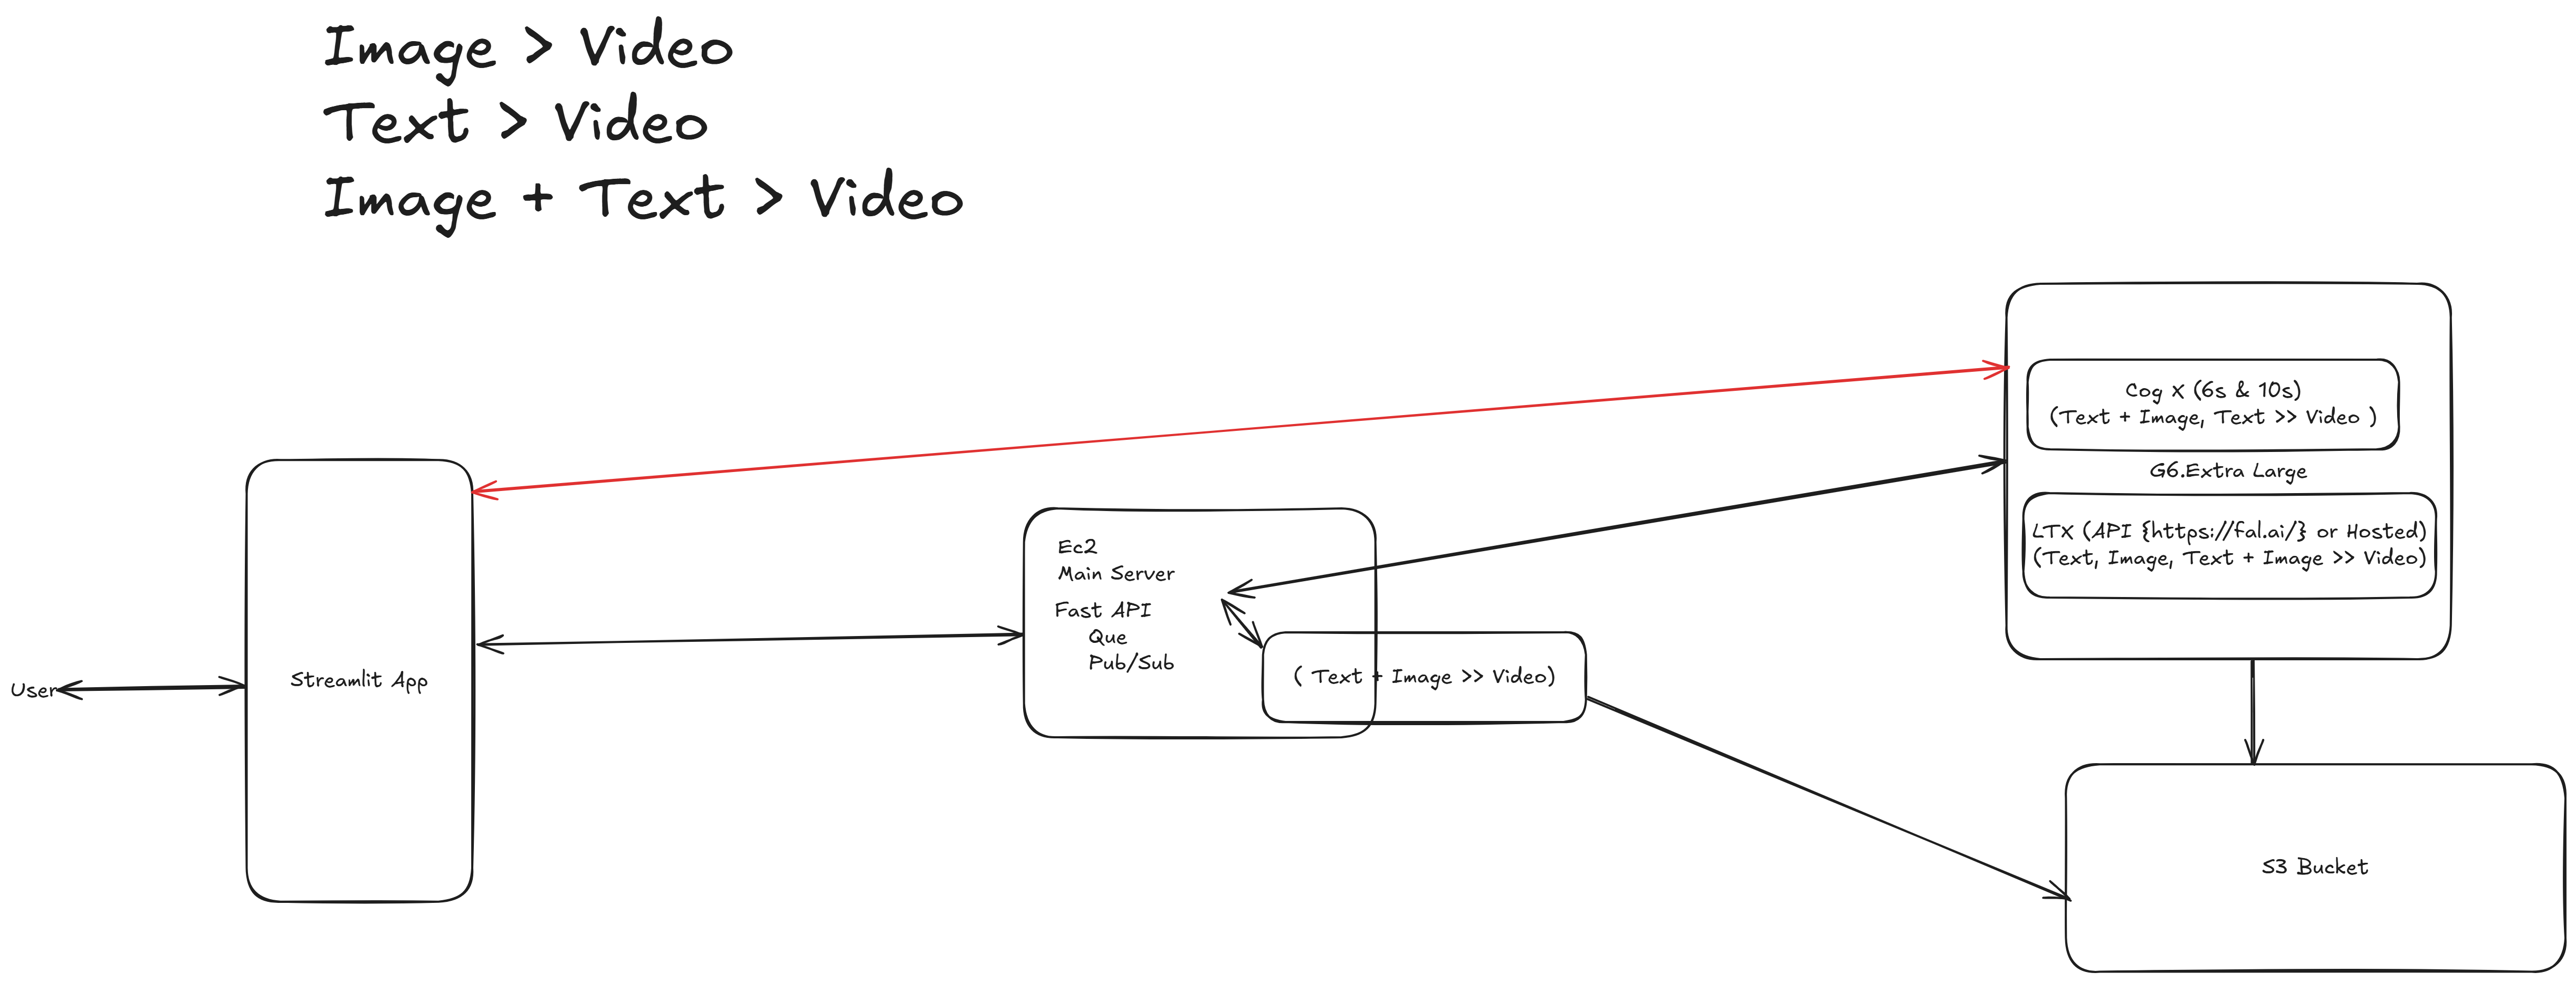 Image > Video
Text > Video
Image + Text > Video
Cog X (6s & 10s)
(Text + Image, Text >> Video )
G6.Extra Large
LTX (API {https://fal.ai/} or Hosted)
(Text, Image, Text + Image >> Video)
Ec2
Main Server
Fast API
Que
Pub/Sub
( Text + Image >> Video)
User
Streamlit App
S3 Bucket